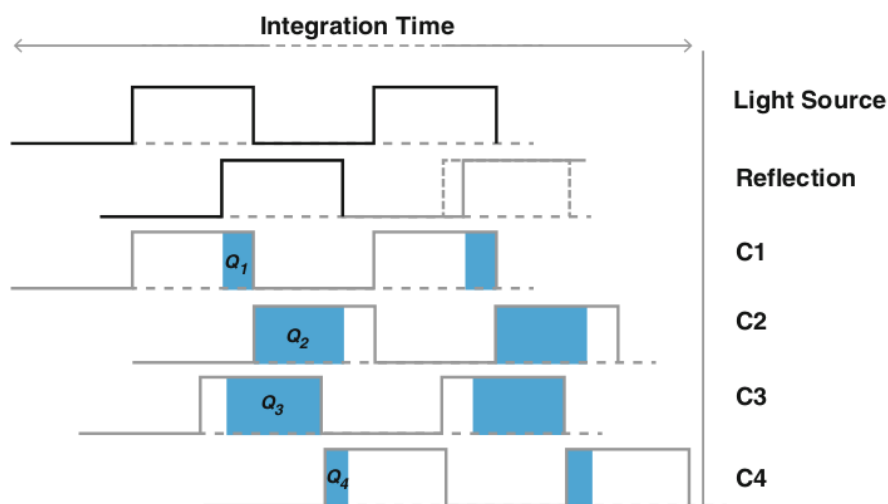 Integration Time
Light Source
Reflection
Q1
C1
Q2
C2
Q3
C3
Q4
C4